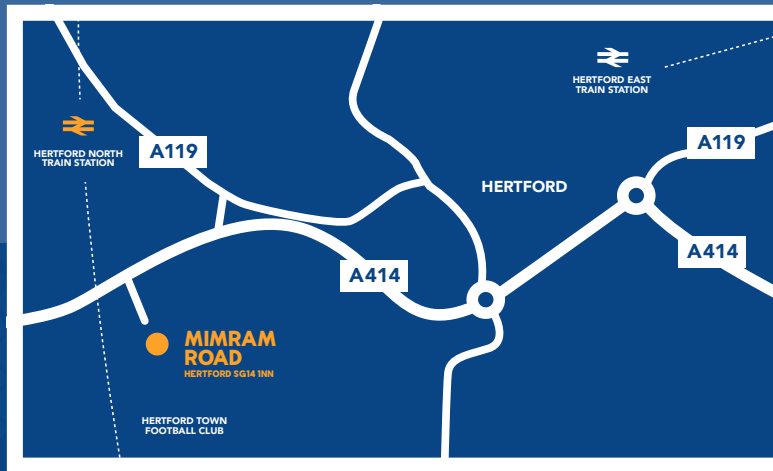 HERTFORD EAST
TRAIN STATION
HERTFORD NORTH
TRAIN STATION
A119
A119
HERTFORD
A414
A414
MIMRAM
ROAD
HERTFORD SG14 1NN
HERTFORD TOWN
FOOTBALL CLUB